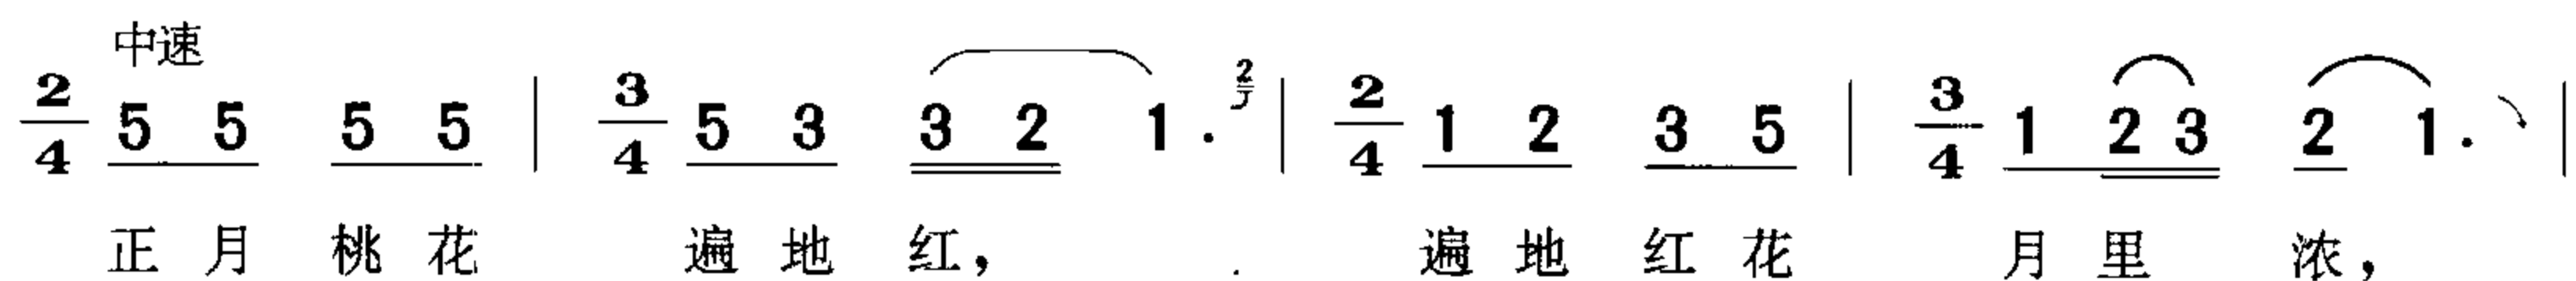 中速
2/4 5 5 5 5 | 3/4 5 3 3 2 1 . 2 | 2/4 1 2 3 5 | 3/4 1 2 3 2 1 . |
正月桃花 遍地红， 遍地红花 月里浓，